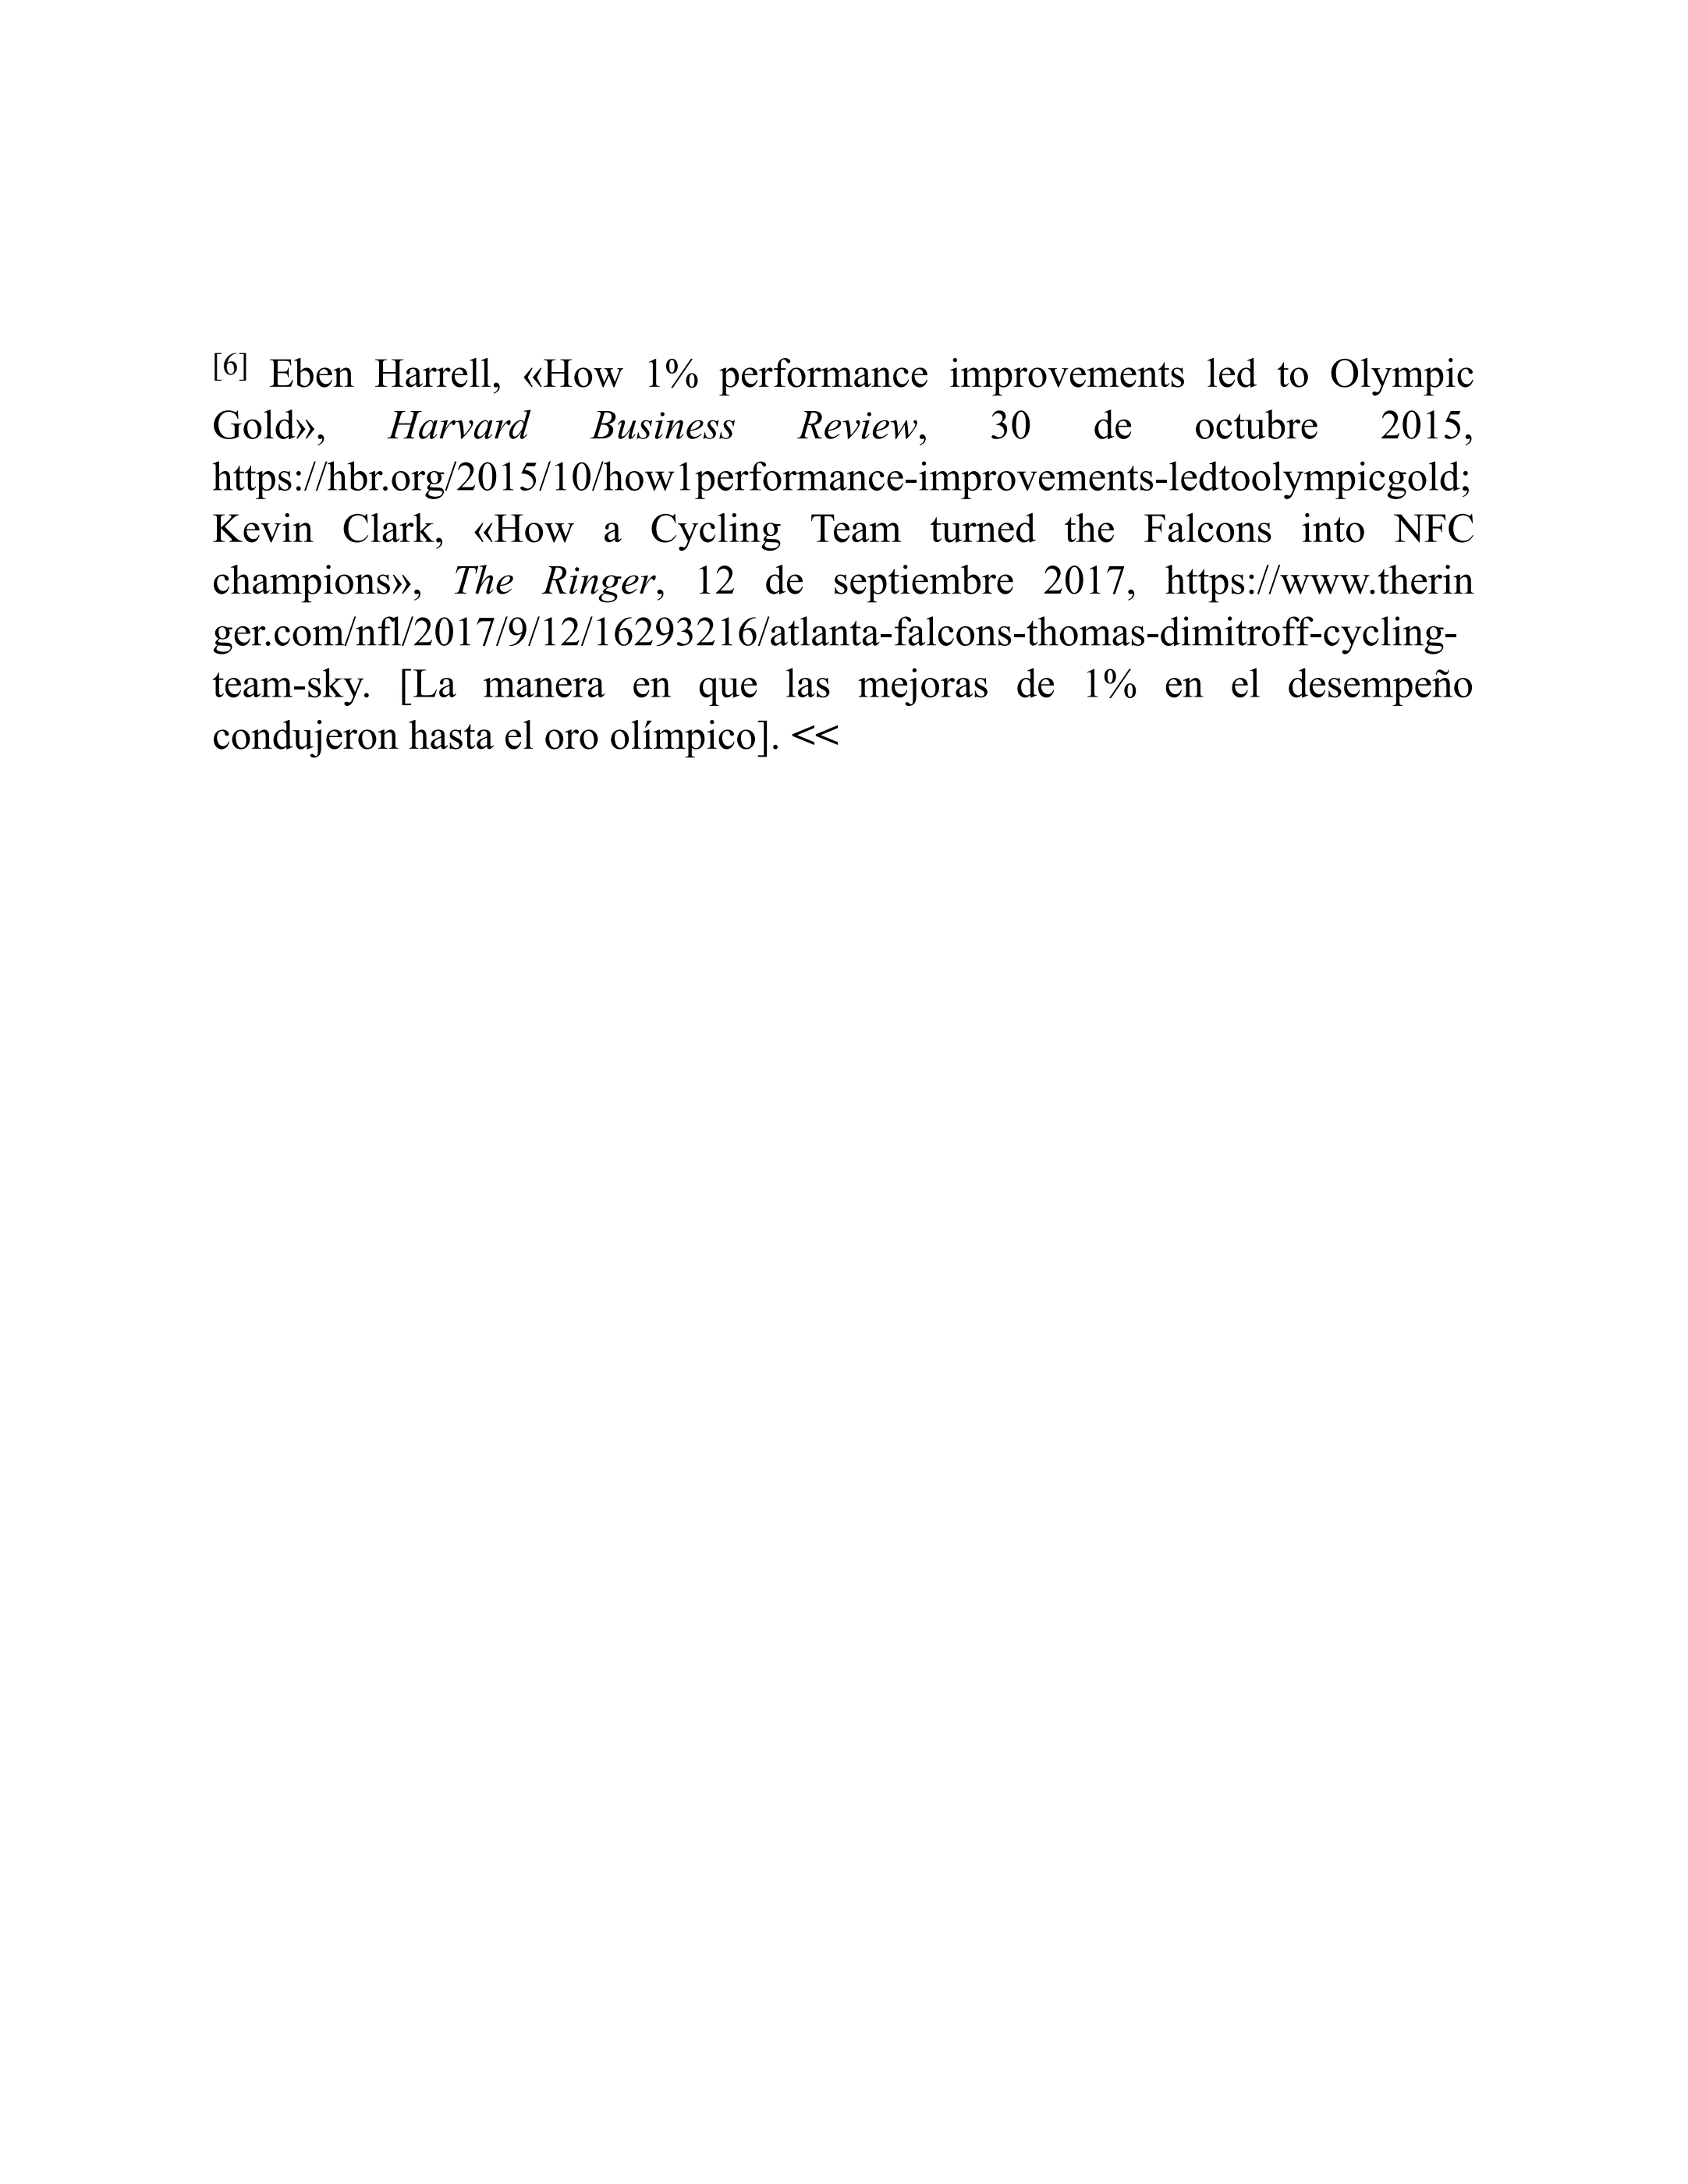 [6] Eben Harrell, «How 1% performance improvements led to Olympic
Gold», Harvard Business Review, 30 de octubre 2015,
https://hbr.org/2015/10/how1performance-improvements-ledtoolympicgold;
Kevin Clark, «How a Cycling Team turned the Falcons into NFC
champions», The Ringer, 12 de septiembre 2017, https://www.therin
ger.com/nfl/2017/9/12/16293216/atlanta-falcons-thomas-dimitroff-cycling-
team-sky. [La manera en que las mejoras de 1% en el desempeño
condujeron hasta el oro olímpico]. <<